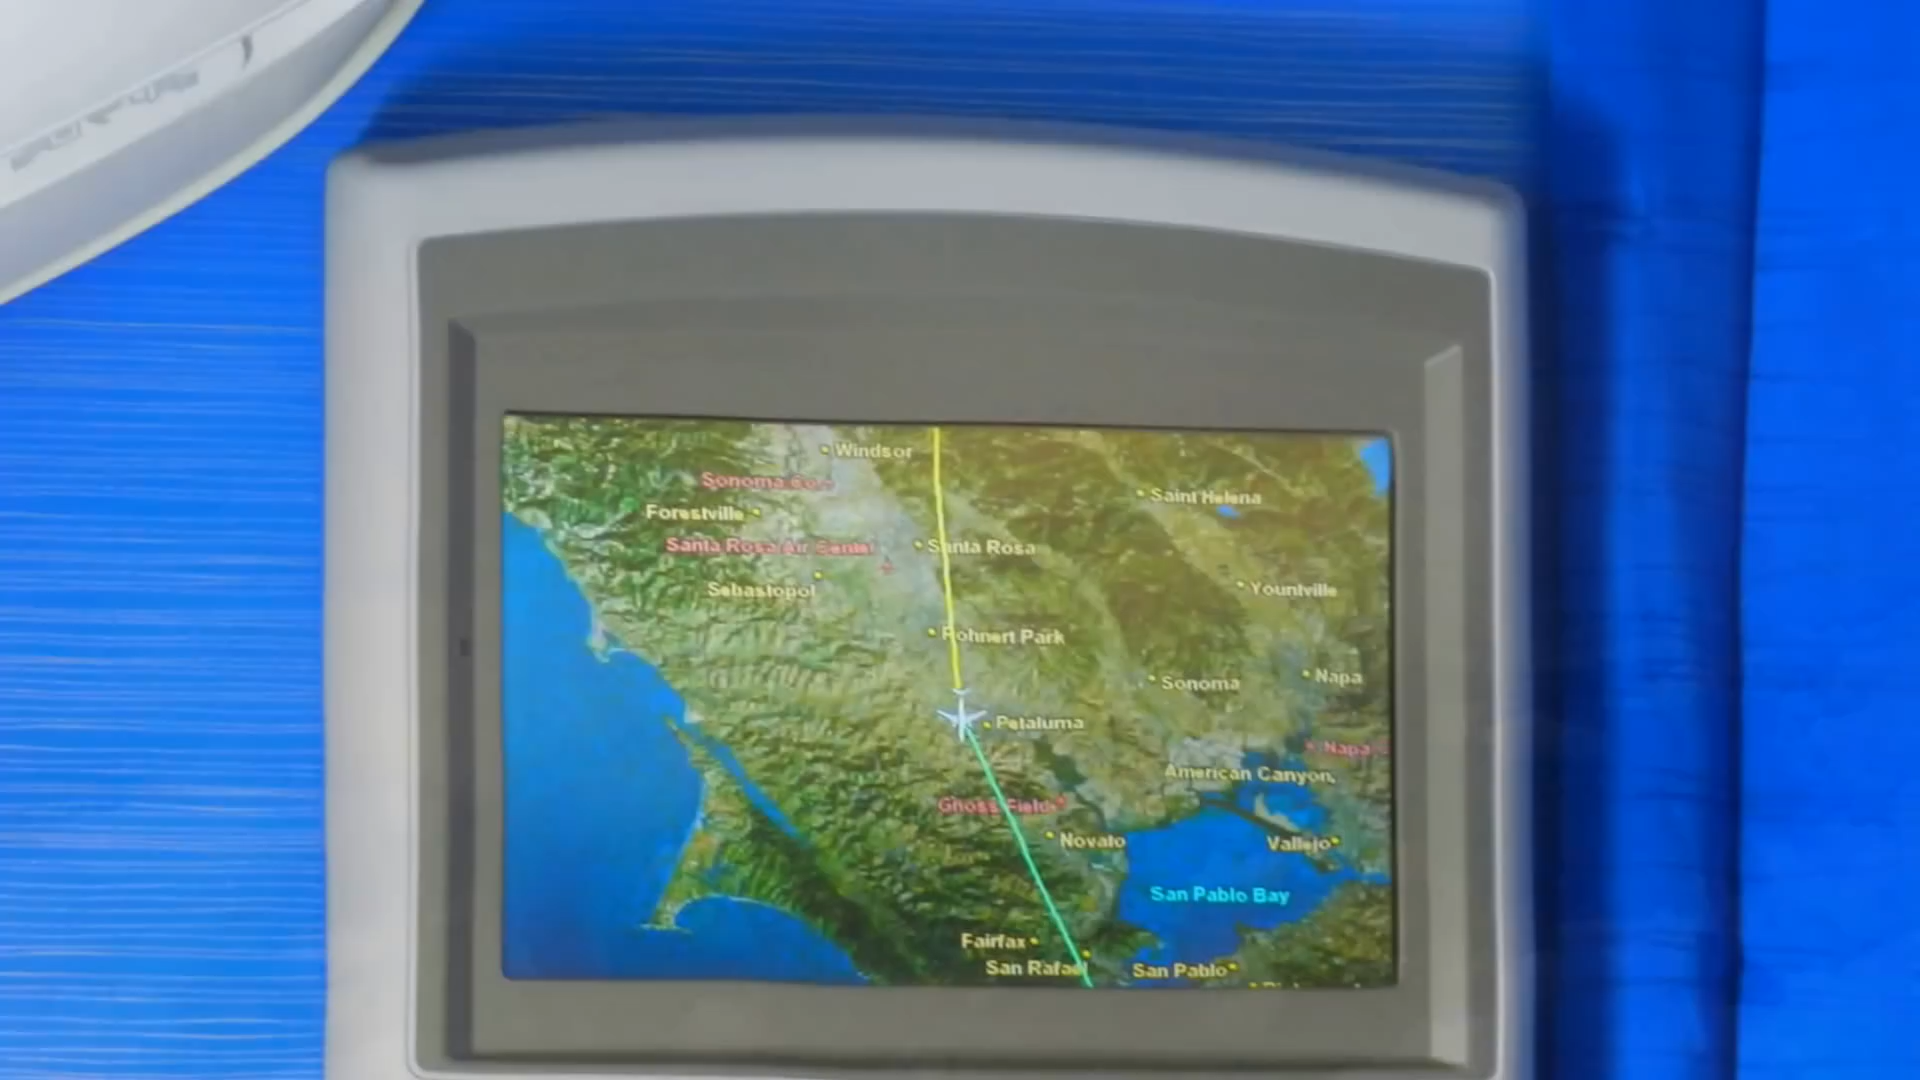 Windsor
Sonoma Co.
Saint Helena
Forestville
Santa Rosa Air Center
Santa Rosa
Sebastopol
Yountville
Rohnert Park
Sonoma
Napa
Petaluma
Napa
American Canyon
Gnoss Field
Novato
Vallejo
San Pablo Bay
Fairfax
San Rafael
San Pablo